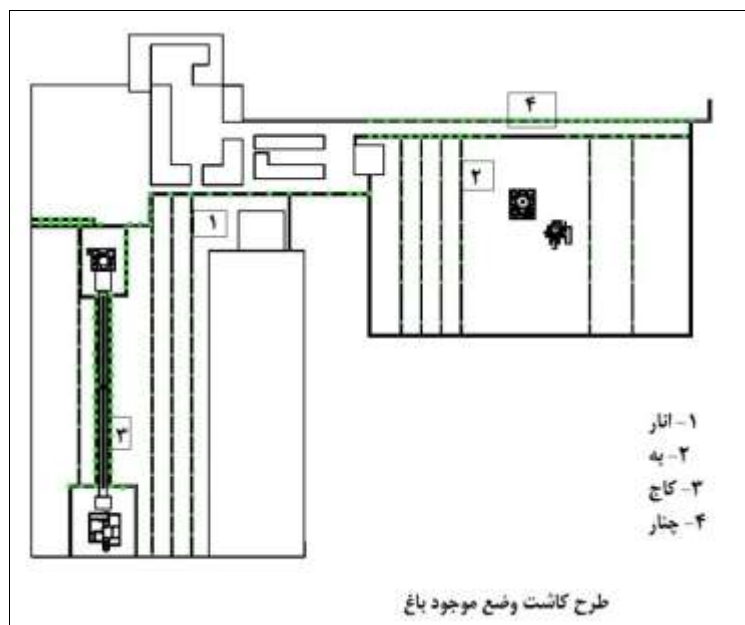 ۴
۲
۱
۳
۱- انار
۲- به
۳- کاج
۴- چنار
طرح کاشت وضع موجود باغ